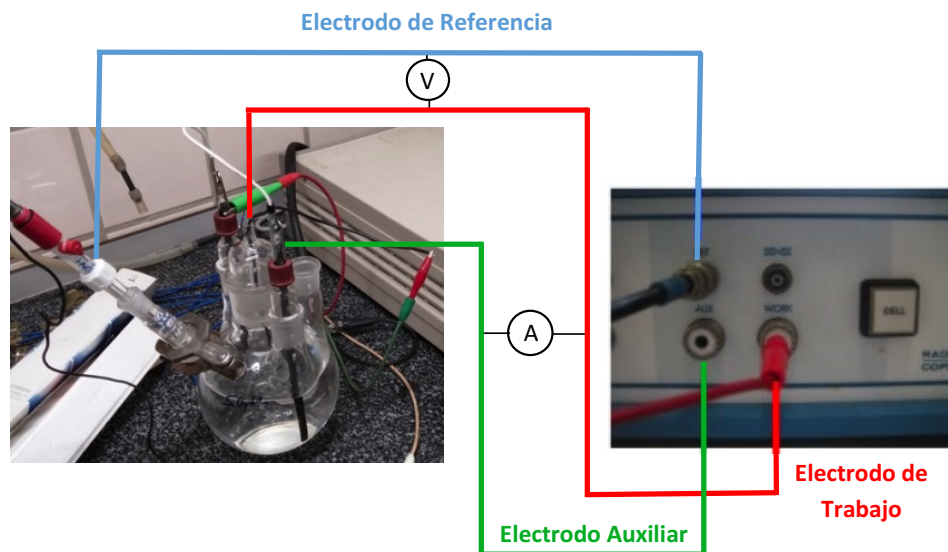 Electrodo de Referencia
V
SENSE
AUX
WORK
CELL
A
Electrodo de
Trabajo
Electrodo Auxiliar